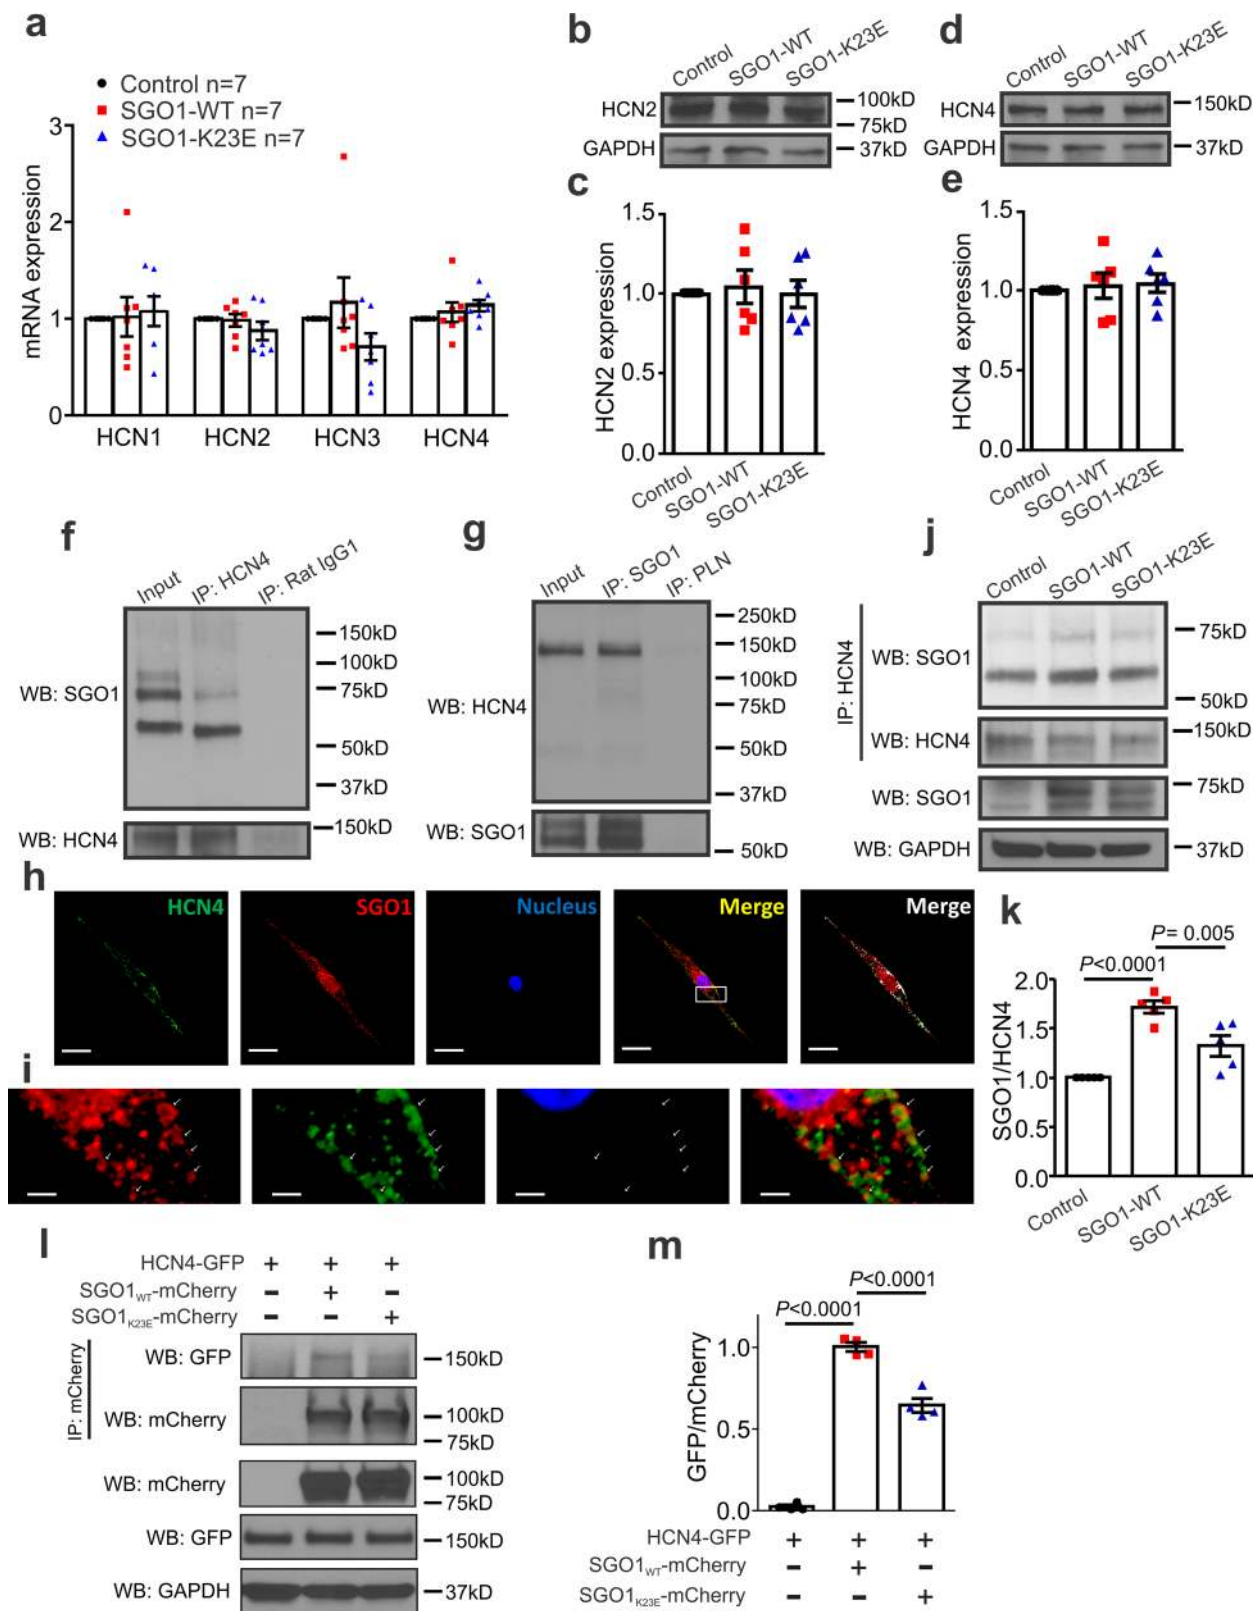 a
Control n=7
SGO1-WT n=7
SGO1-K23E n=7
mRNA expression
3
2
1
0
HCN1
HCN2
HCN3
HCN4
b
Control
SGO1-WT
SGO1-K23E
HCN2
100kD
75kD
GAPDH
37kD
c
HCN2 expression
1.5
1.0
0.5
0.0
Control
SGO1-WT
SGO1-K23E
d
Control
SGO1-WT
SGO1-K23E
HCN4
150kD
GAPDH
37kD
e
HCN4 expression
1.5
1.0
0.5
0.0
Control
SGO1-WT
SGO1-K23E
f
Input
IP: HCN4
IP: Rat IgG1
WB: SGO1
150kD
100kD
75kD
50kD
37kD
WB: HCN4
150kD
g
Input
IP: SGO1
IP: PLN
WB: HCN4
250kD
150kD
100kD
75kD
50kD
37kD
WB: SGO1
50kD
j
Control
SGO1-WT
SGO1-K23E
IP: HCN4
WB: SGO1
75kD
50kD
WB: HCN4
150kD
WB: SGO1
75kD
WB: GAPDH
37kD
h
HCN4
SGO1
Nucleus
Merge
Merge
i
k
P<0.0001
P= 0.005
SGO1/HCN4
2.0
1.5
1.0
0.5
0.0
Control
SGO1-WT
SGO1-K23E
l
HCN4-GFP + + +
SGO1WT-mCherry - + -
SGO1K23E-mCherry - - +
IP: mCherry
WB: GFP
150kD
WB: mCherry
100kD
75kD
WB: mCherry
100kD
75kD
WB: GFP
150kD
WB: GAPDH
37kD
m
P<0.0001
P<0.0001
GFP/mCherry
1.0
0.5
0.0
HCN4-GFP + + +
SGO1WT-mCherry - + -
SGO1K23E-mCherry - - +